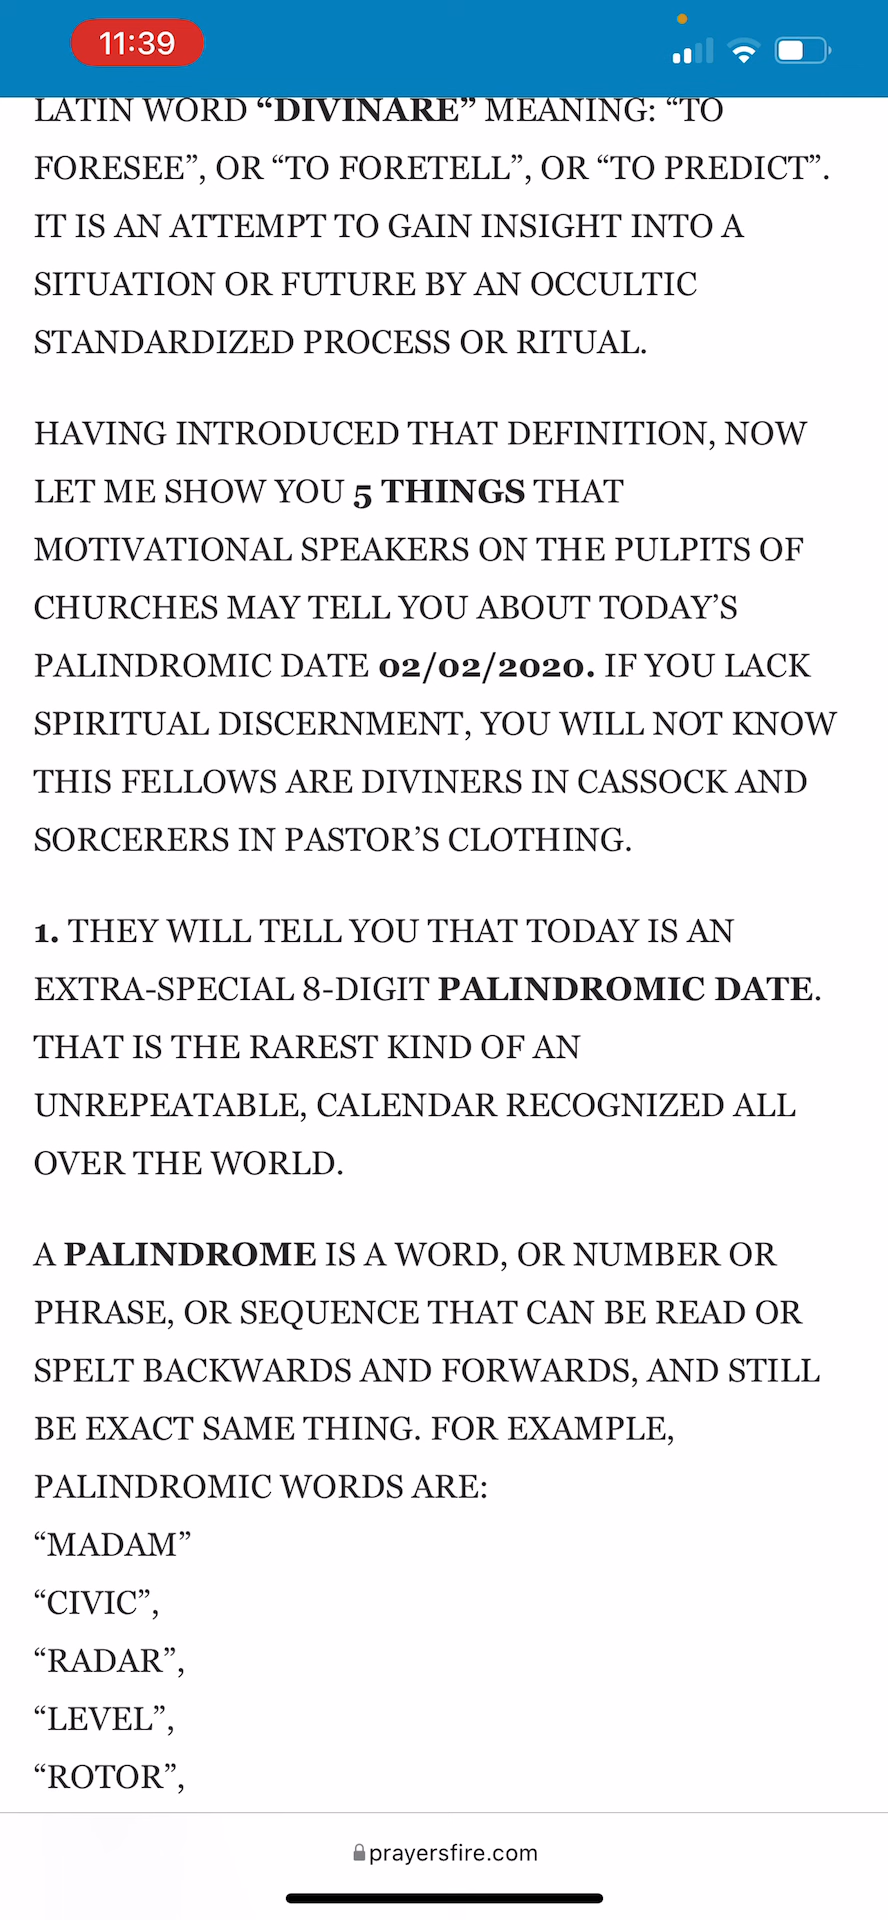 11:39
LATIN WORD “DIVINARE” MEANING: “TO
FORESEE”, OR “TO FORETELL”, OR “TO PREDICT”.
IT IS AN ATTEMPT TO GAIN INSIGHT INTO A
SITUATION OR FUTURE BY AN OCCULTIC
STANDARDIZED PROCESS OR RITUAL.
HAVING INTRODUCED THAT DEFINITION, NOW
LET ME SHOW YOU 5 THINGS THAT
MOTIVATIONAL SPEAKERS ON THE PULPITS OF
CHURCHES MAY TELL YOU ABOUT TODAY’S
PALINDROMIC DATE 02/02/2020. IF YOU LACK
SPIRITUAL DISCERNMENT, YOU WILL NOT KNOW
THIS FELLOWS ARE DIVINERS IN CASSOCK AND
SORCERERS IN PASTOR’S CLOTHING.
1. THEY WILL TELL YOU THAT TODAY IS AN
EXTRA-SPECIAL 8-DIGIT PALINDROMIC DATE.
THAT IS THE RAREST KIND OF AN
UNREPEATABLE, CALENDAR RECOGNIZED ALL
OVER THE WORLD.
A PALINDROME IS A WORD, OR NUMBER OR
PHRASE, OR SEQUENCE THAT CAN BE READ OR
SPELT BACKWARDS AND FORWARDS, AND STILL
BE EXACT SAME THING. FOR EXAMPLE,
PALINDROMIC WORDS ARE:
“MADAM”
“CIVIC”,
“RADAR”,
“LEVEL”,
“ROTOR”,
prayersfire.com